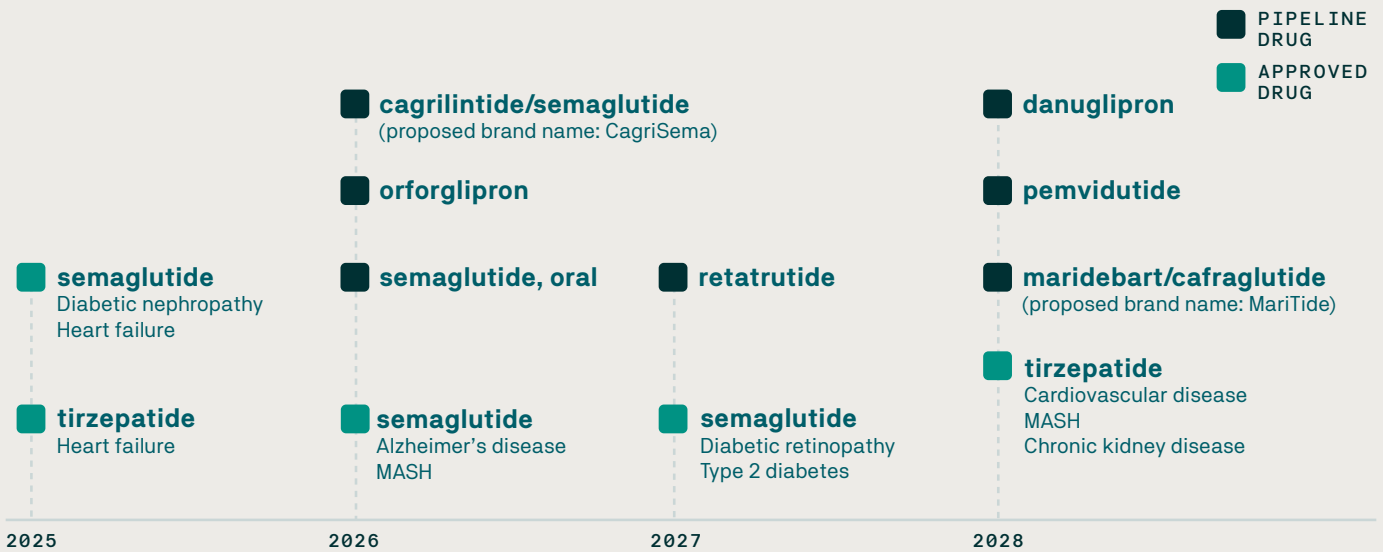 PIPELINE
DRUG
APPROVED
DRUG
semaglutide
Diabetic nephropathy
Heart failure
tirzepatide
Heart failure
2025
cagrilintide/semaglutide
(proposed brand name: CagriSema)
orforglipron
semaglutide, oral
semaglutide
Alzheimer’s disease
MASH
2026
retatrutide
semaglutide
Diabetic retinopathy
Type 2 diabetes
2027
danuglipron
pemvidutide
maridebart/cafraglutide
(proposed brand name: MariTide)
tirzepatide
Cardiovascular disease
MASH
Chronic kidney disease
2028